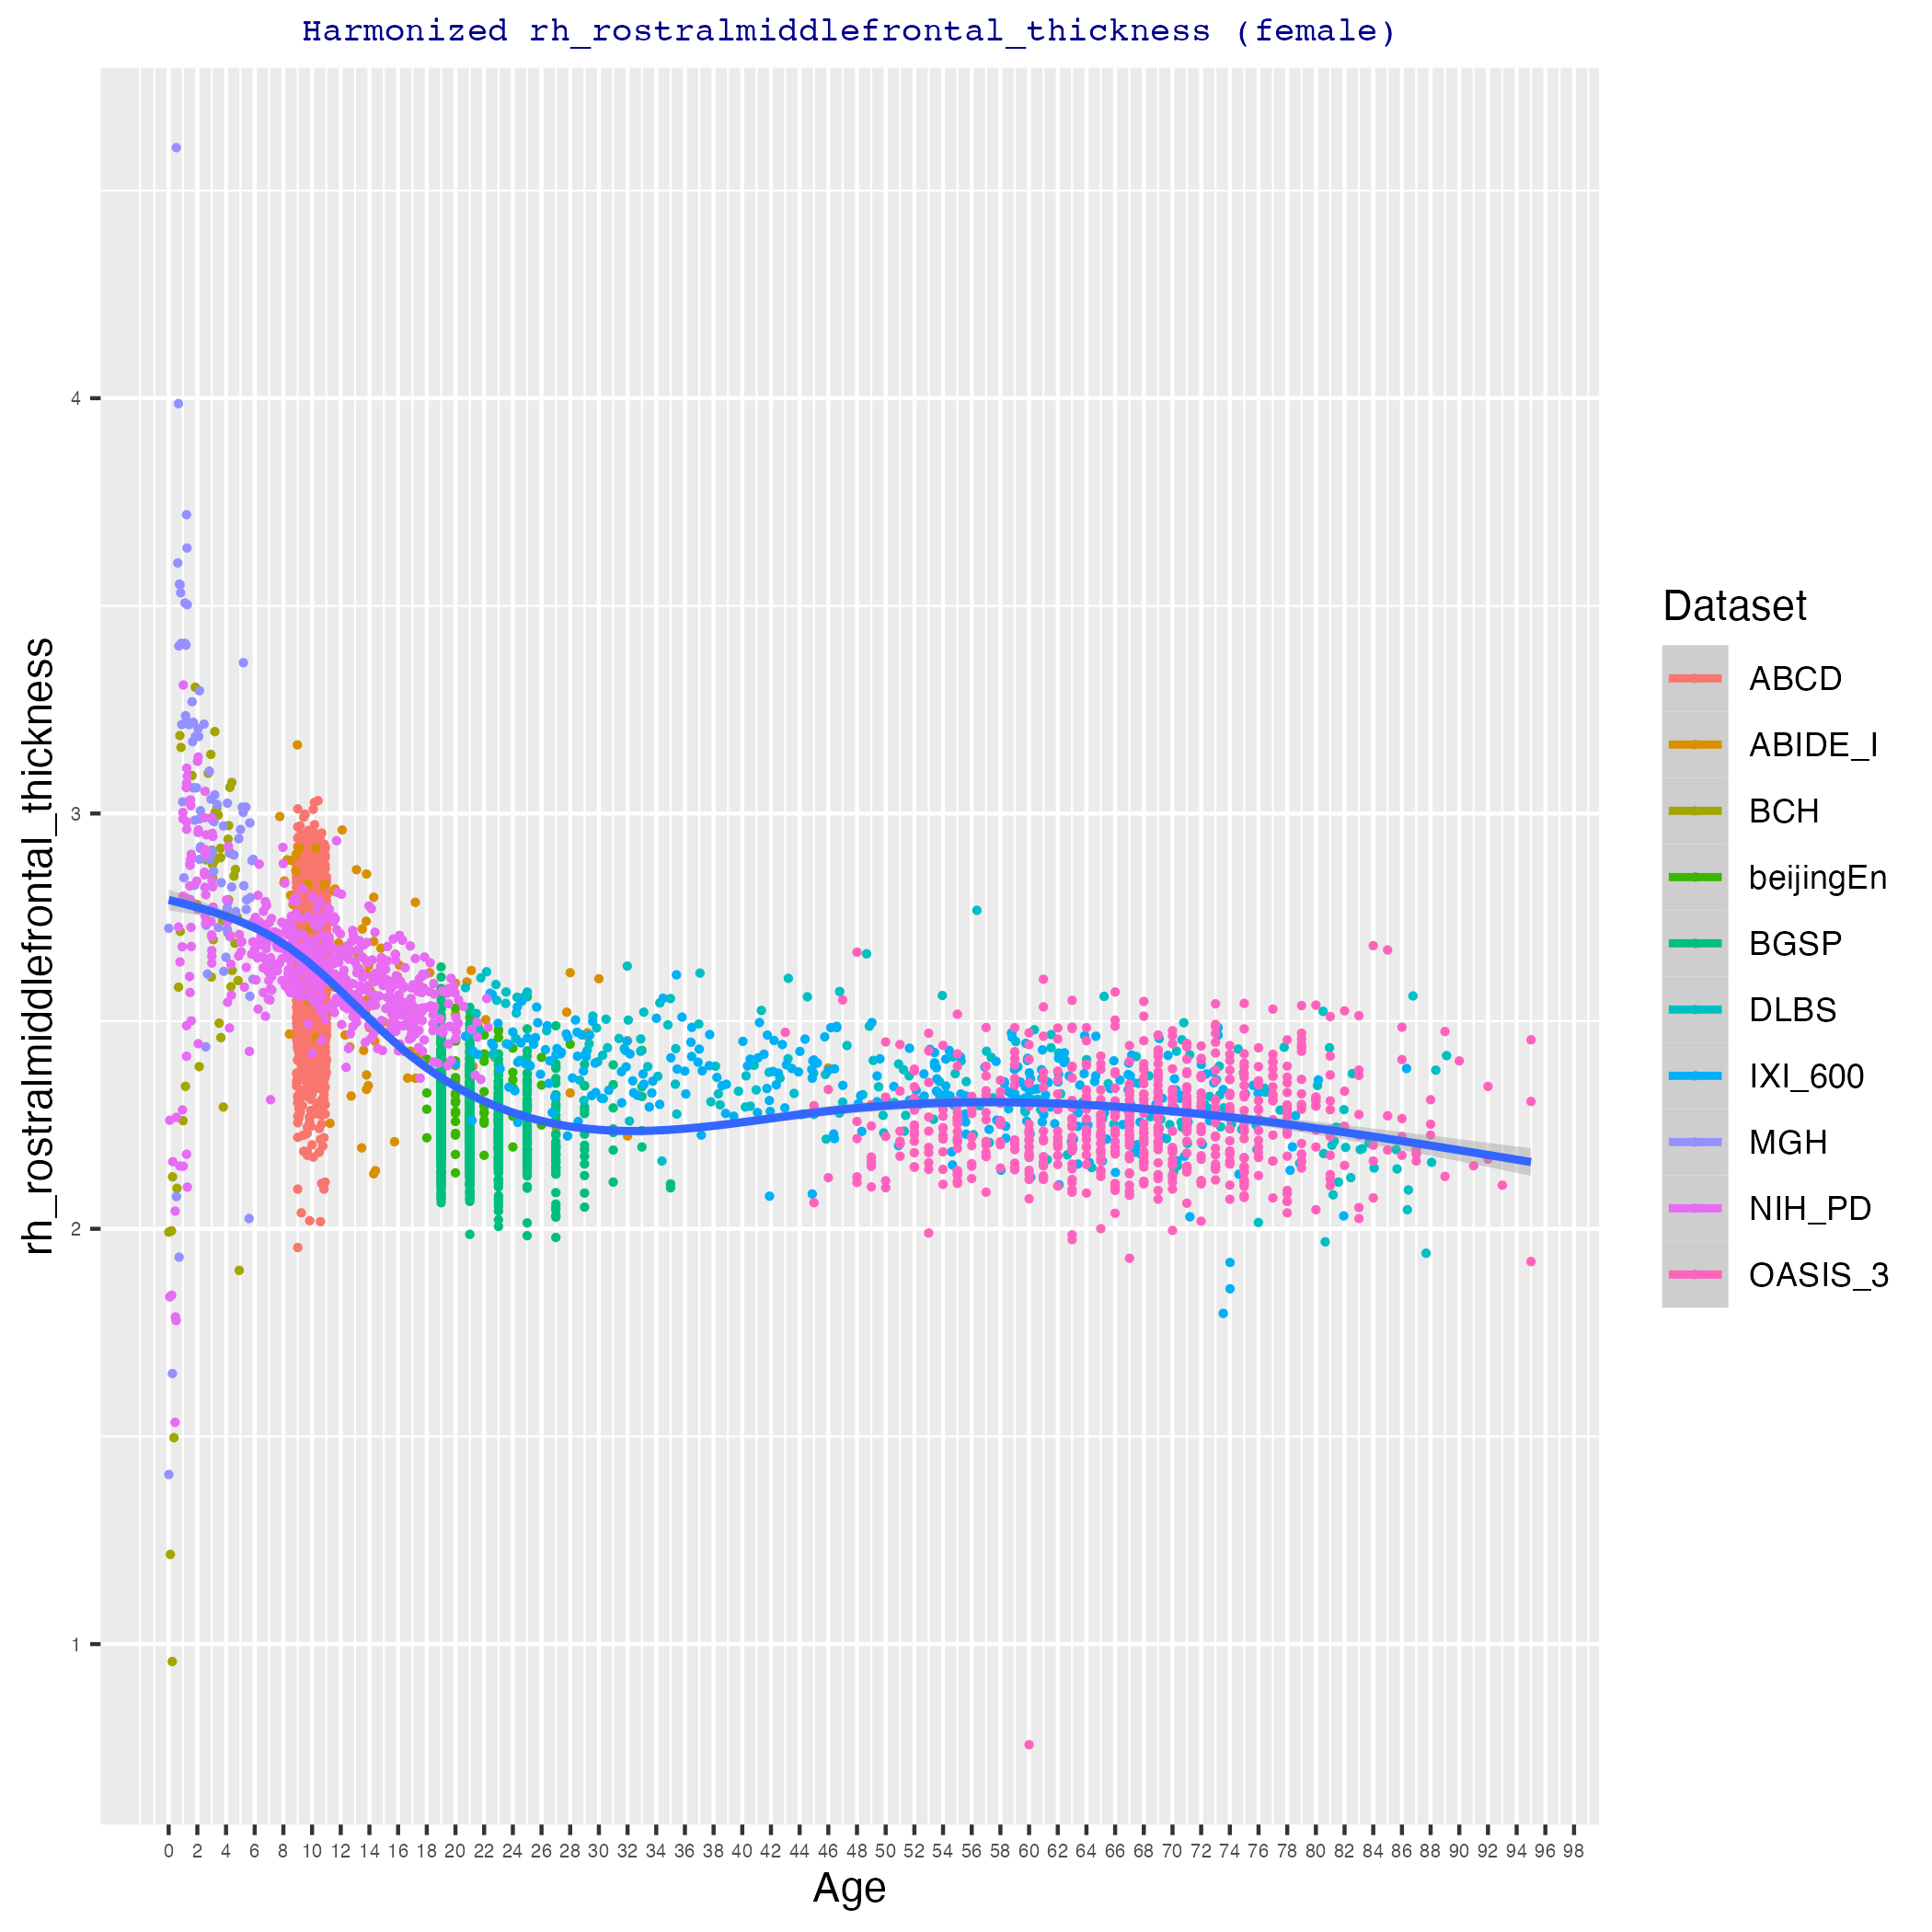 Harmonized rh_rostralmiddlefrontal_thickness (female)
rh_rostralmiddlefrontal_thickness
4
3
2
1
0 2 4 6 8 10 12 14 16 18 20 22 24 26 28 30 32 34 36 38 40 42 44 46 48 50 52 54 56 58 60 62 64 66 68 70 72 74 76 78 80 82 84 86 88 90 92 94 96 98
Age
Dataset
ABCD
ABIDE_I
BCH
beijingEn
BGSP
DLBS
IXI_600
MGH
NIH_PD
OASIS_3